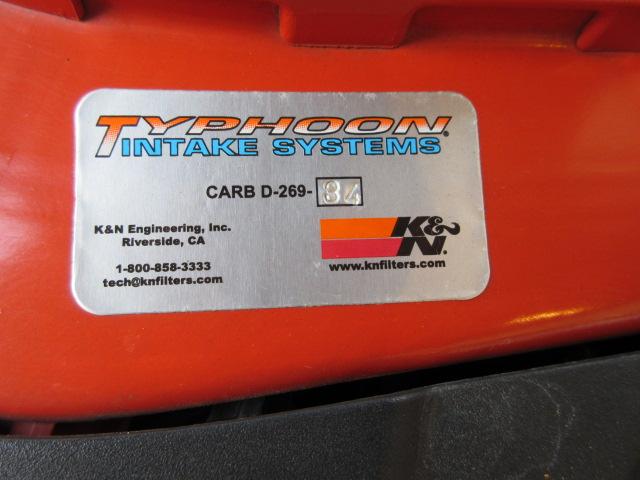 TYPHOON®
INTAKE SYSTEMS
CARB D-269-34
K&N Engineering, Inc.
Riverside, CA
1-800-858-3333
tech@knfilters.com
K&N
www.knfilters.com